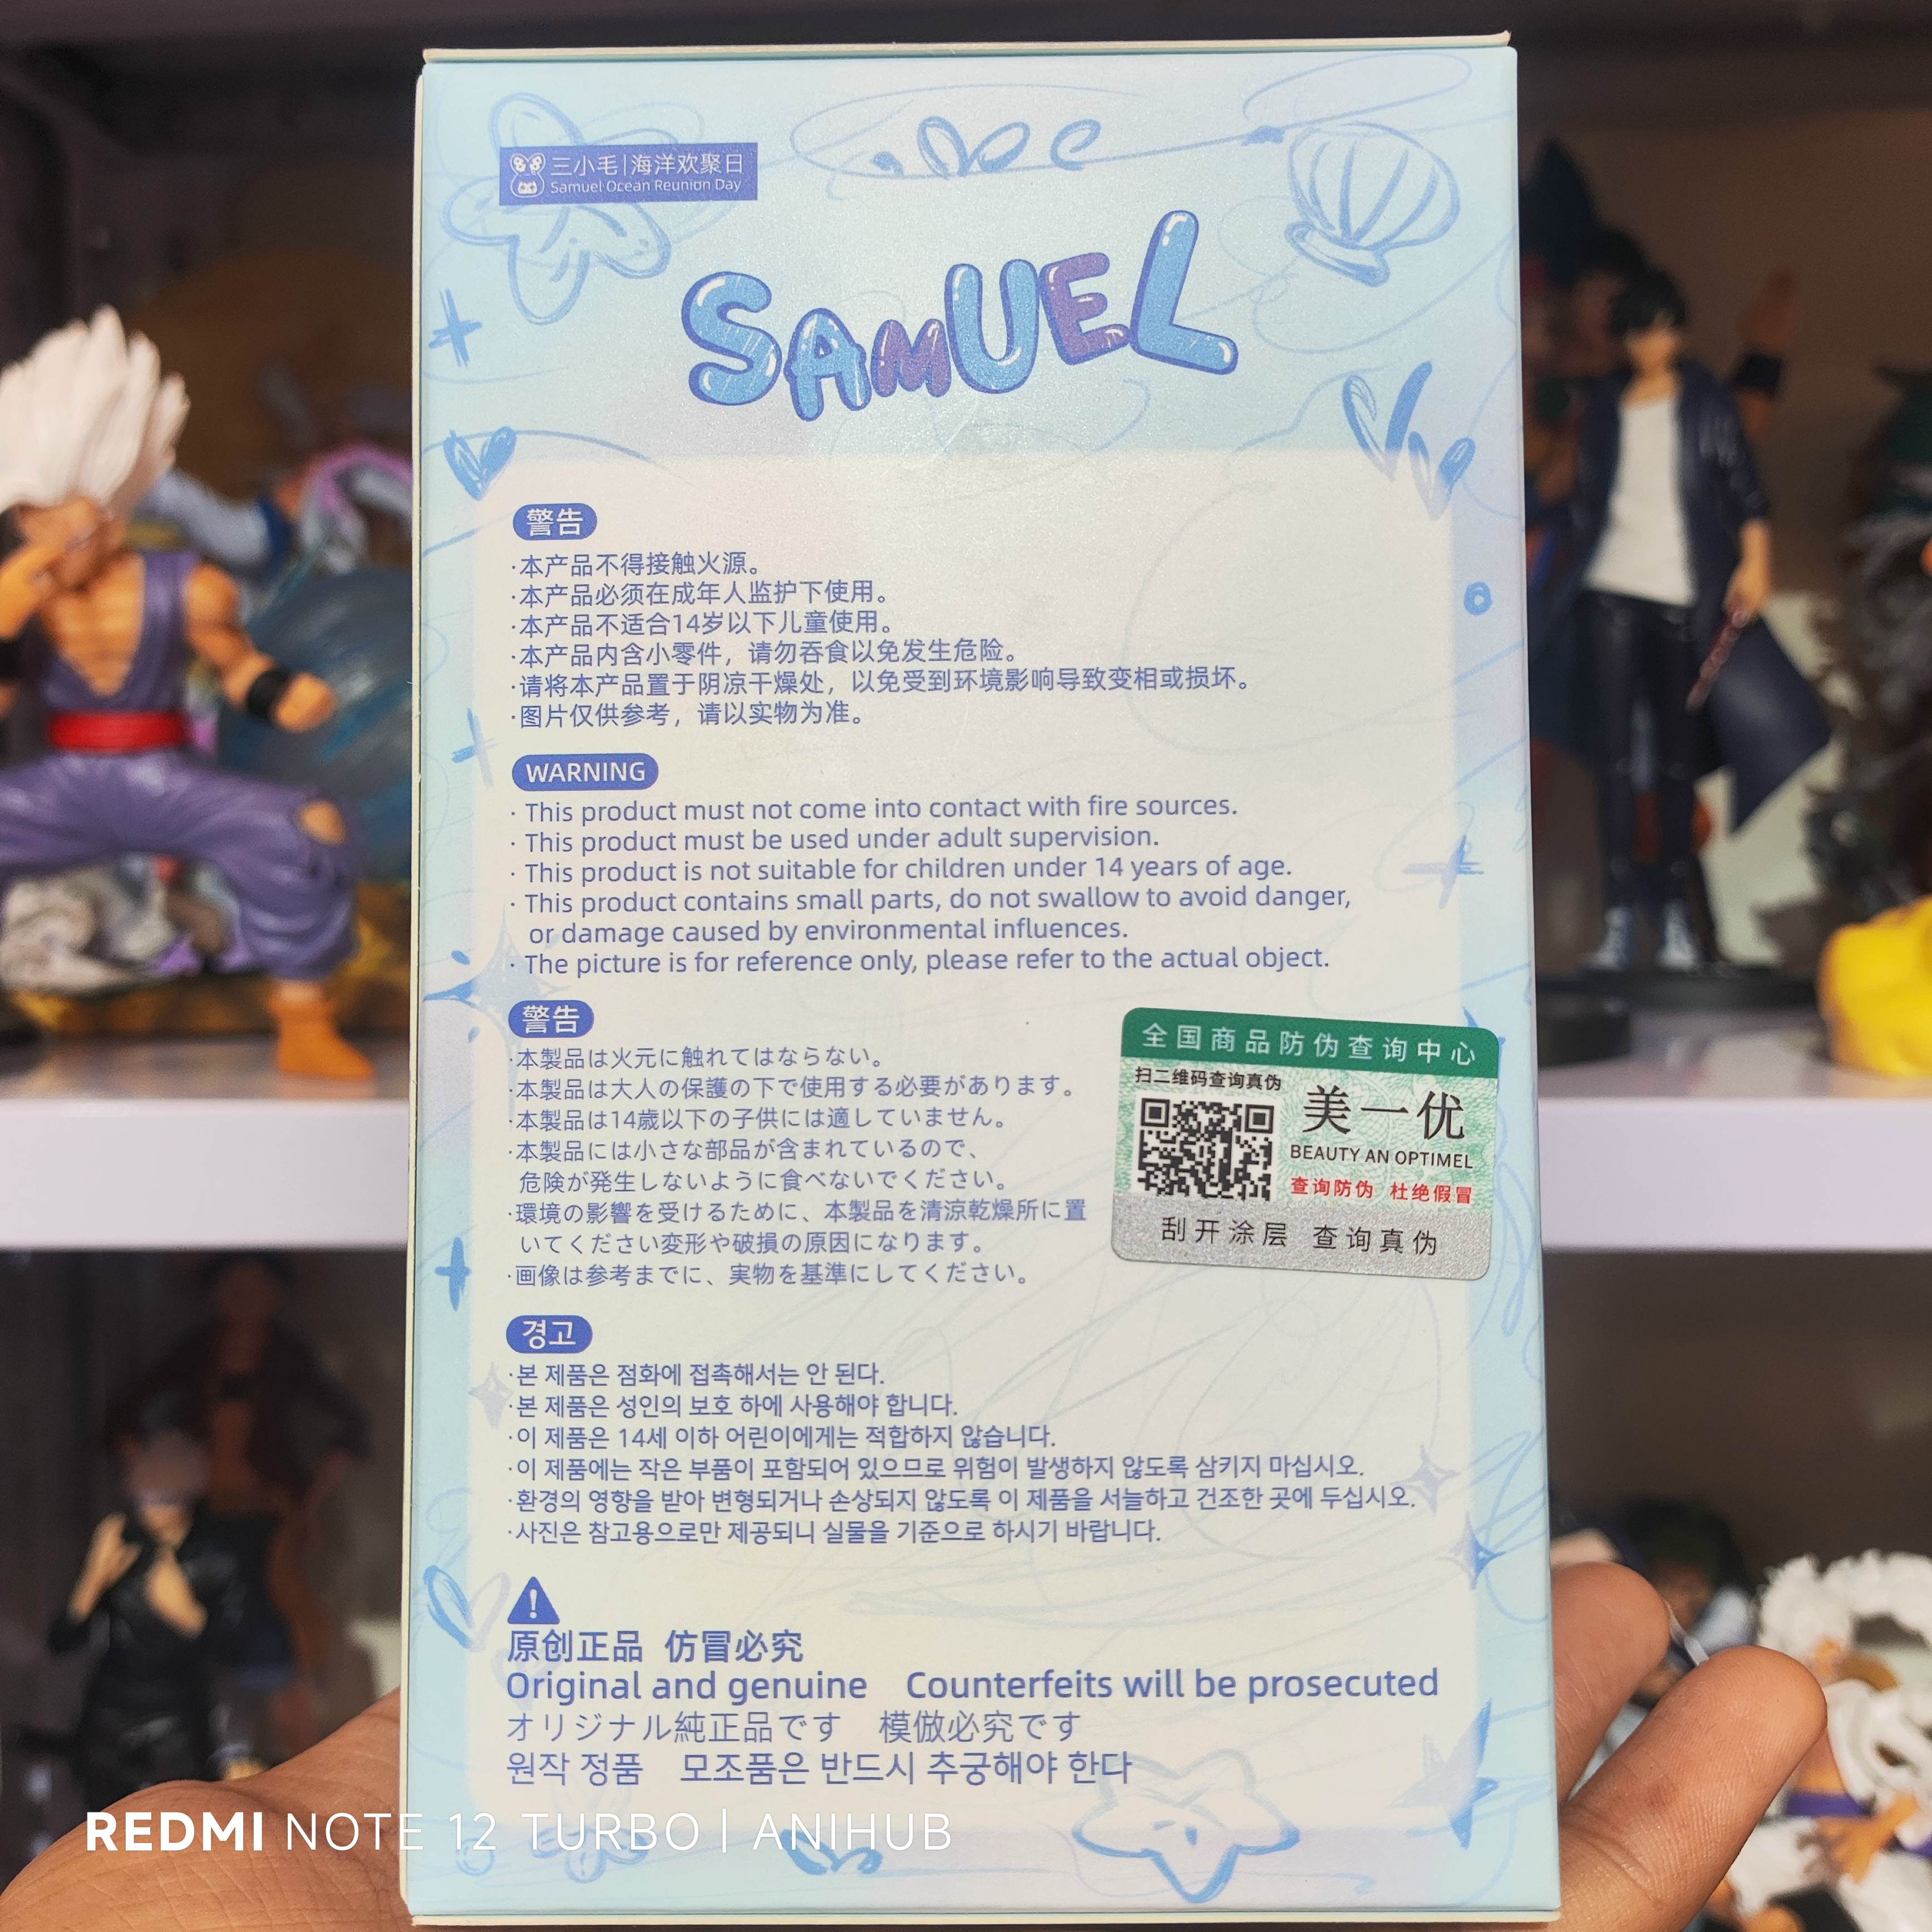 三小毛|海洋欢聚日
Samuel Ocean Reunion Day
SAMUEL
警告
·本产品不得接触火源。
·本产品必须在成年人监护下使用。
·本产品不适合14岁以下儿童使用。
·本产品内含小零件，请勿吞食以免发生危险。
·请将本产品置于阴凉干燥处，以免受到环境影响导致变相或损坏。
·图片仅供参考，请以实物为准。
WARNING
· This product must not come into contact with fire sources.
· This product must be used under adult supervision.
· This product is not suitable for children under 14 years of age.
· This product contains small parts, do not swallow to avoid danger,
or damage caused by environmental influences.
· The picture is for reference only, please refer to the actual object.
警告
·本製品は火元に触れてはならない。
·本製品は大人の保護の下で使用する必要があります。
·本製品は14歳以下の子供には適していません。
·本製品には小さな部品が含まれているので、
危険が発生しないように食べないでください。
·環境の影響を受けるために、本製品を清涼乾燥所に置
いてください変形や破損の原因になります。
·画像は参考までに、実物を基準にしてください。
全国商品防伪查询中心
扫二维码查询真伪
美一优
BEAUTY AN OPTIMEL
查询防伪 杜绝假冒
刮开涂层 查询真伪
경고
·본 제품은 점화에 접촉해서는 안 된다.
·본 제품은 성인의 보호 하에 사용해야 합니다.
·이 제품은 14세 이하 어린이에게는 적합하지 않습니다.
·이 제품에는 작은 부품이 포함되어 있으므로 위험이 발생하지 않도록 삼키지 마십시오.
·환경의 영향을 받아 변형되거나 손상되지 않도록 이 제품을 서늘하고 건조한 곳에 두십시오.
·사진은 참고용으로만 제공되니 실물을 기준으로 하시기 바랍니다.
原创正品 仿冒必究
Original and genuine Counterfeits will be prosecuted
オリジナル純正品です 模倣必究です
원작 정품 모조품은 반드시 추궁해야 한다
REDMI NOTE 12 TURBO | ANIHUB